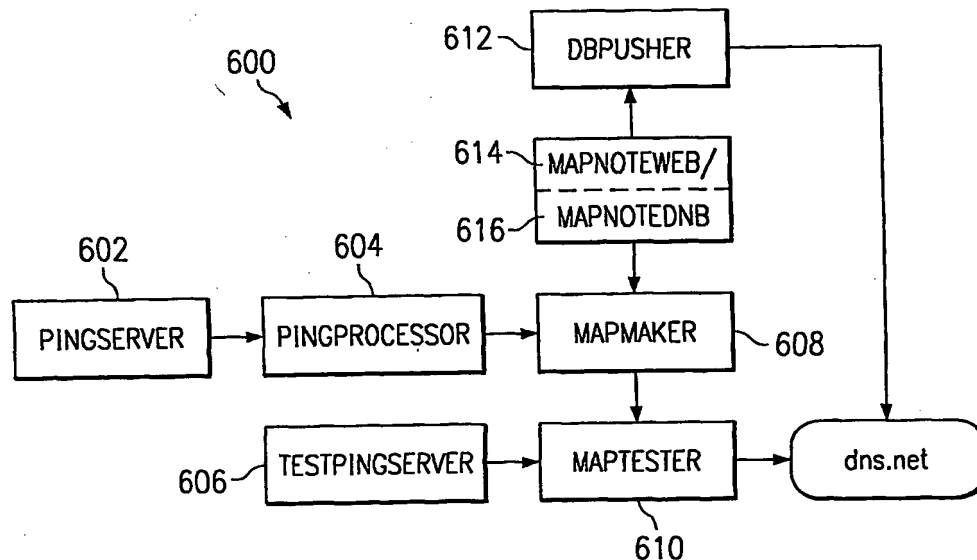 612
DBPUSHER
600
614
MAPNOTEWEB/
616
MAPNOTEDNB
602
604
PINGSERVER
PINGPROCESSOR
MAPMAKER
608
606
TESTPINGSERVER
MAPTESTER
dns.net
610